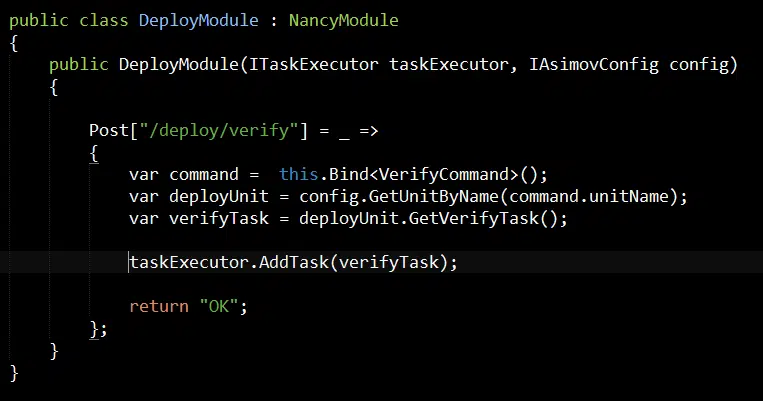 public class DeployModule : NancyModule
{
    public DeployModule(ITaskExecutor taskExecutor, IAsimovConfig config)
    {

        Post["/deploy/verify"] = _ =>
        {
            var command =  this.Bind<VerifyCommand>();
            var deployUnit = config.GetUnitByName(command.unitName);
            var verifyTask = deployUnit.GetVerifyTask();

            taskExecutor.AddTask(verifyTask);

            return "OK";
        };
    }
}